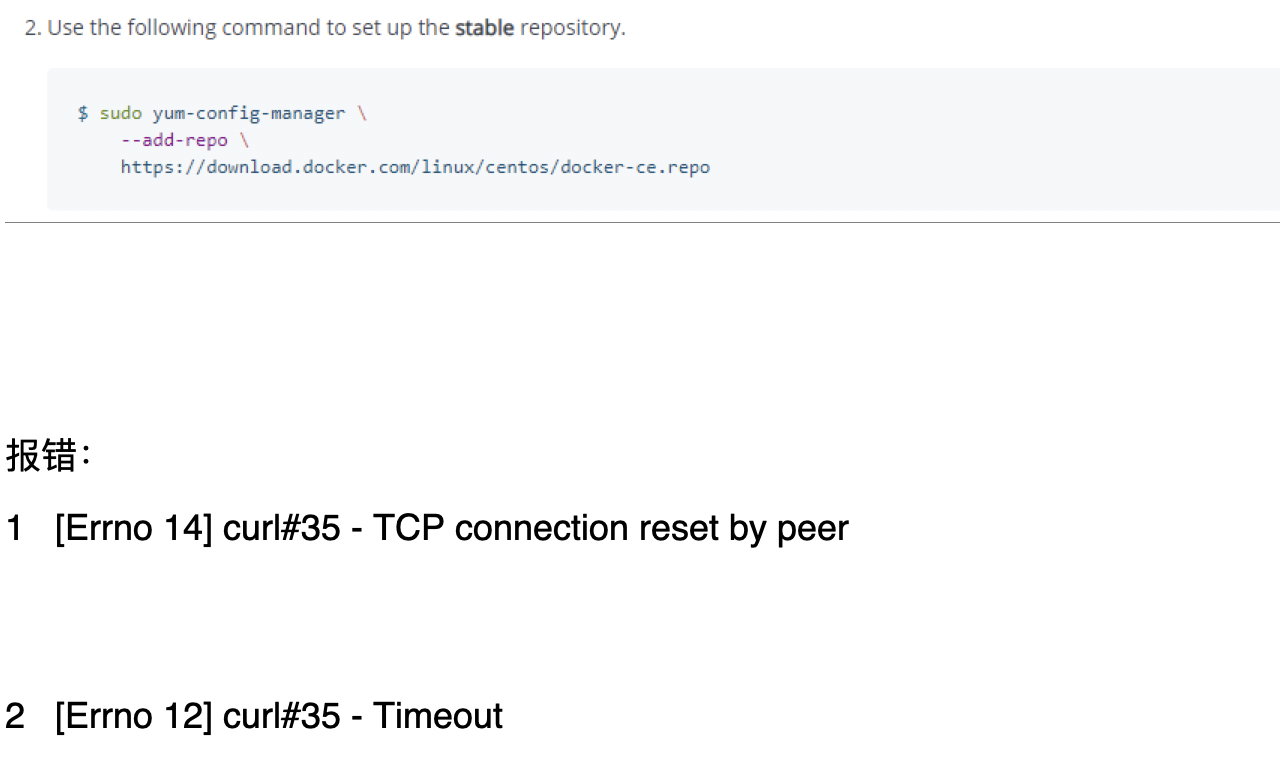 2. Use the following command to set up the stable repository.
$ sudo yum-config-manager \
--add-repo \
https://download.docker.com/linux/centos/docker-ce.repo
报错：
1 [Errno 14] curl#35 - TCP connection reset by peer
2 [Errno 12] curl#35 - Timeout